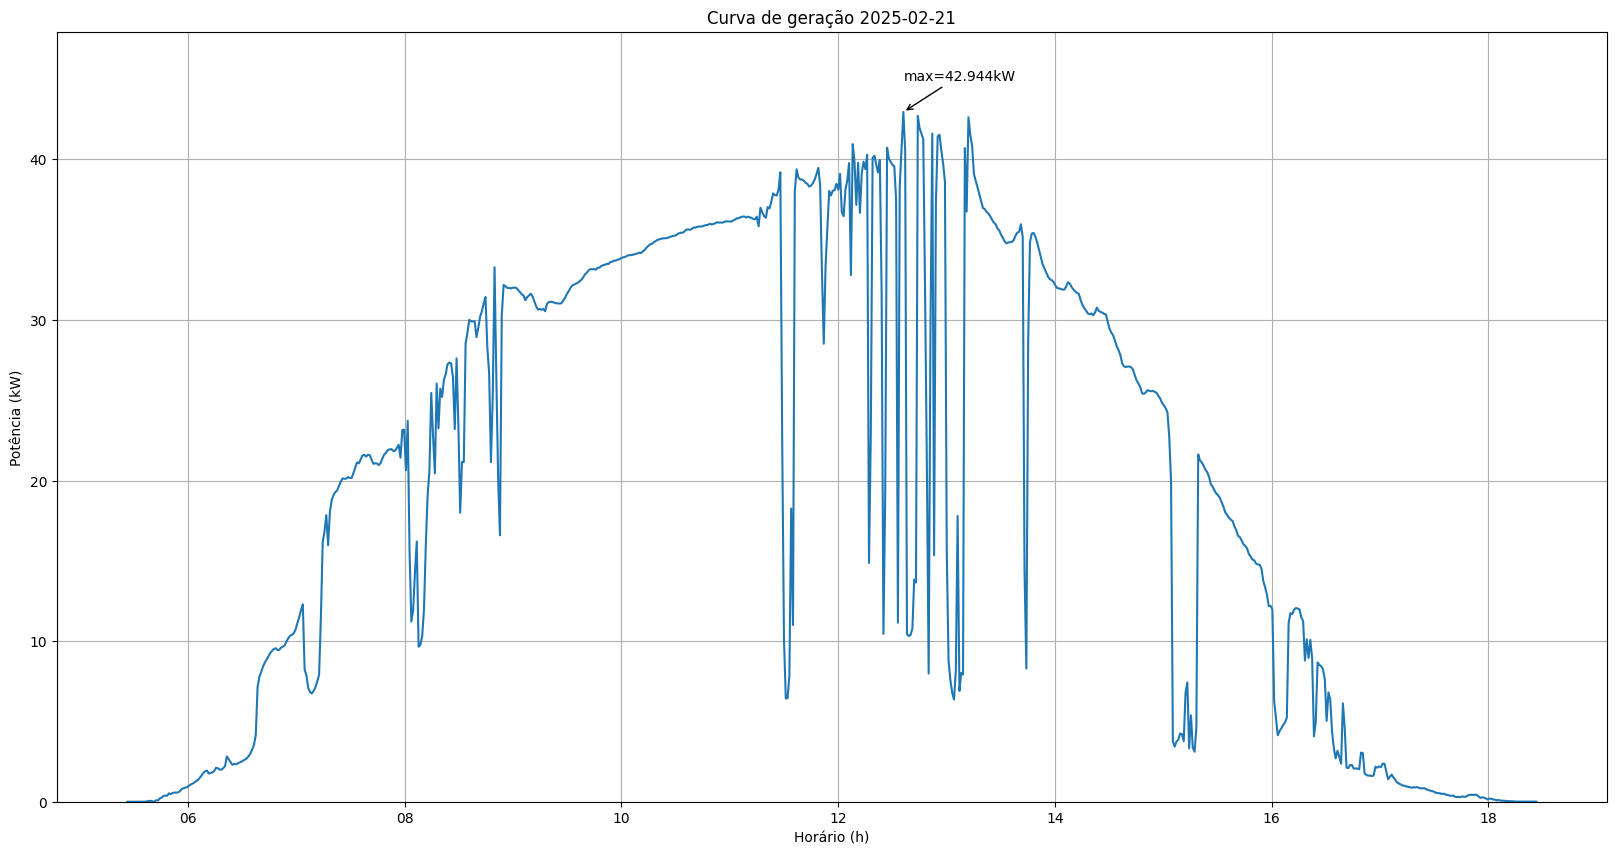 Curva de geração 2025-02-21
max=42.944kW
Potência (kW)
40
30
20
10
0
06 08 10 12 14 16 18
Horário (h)